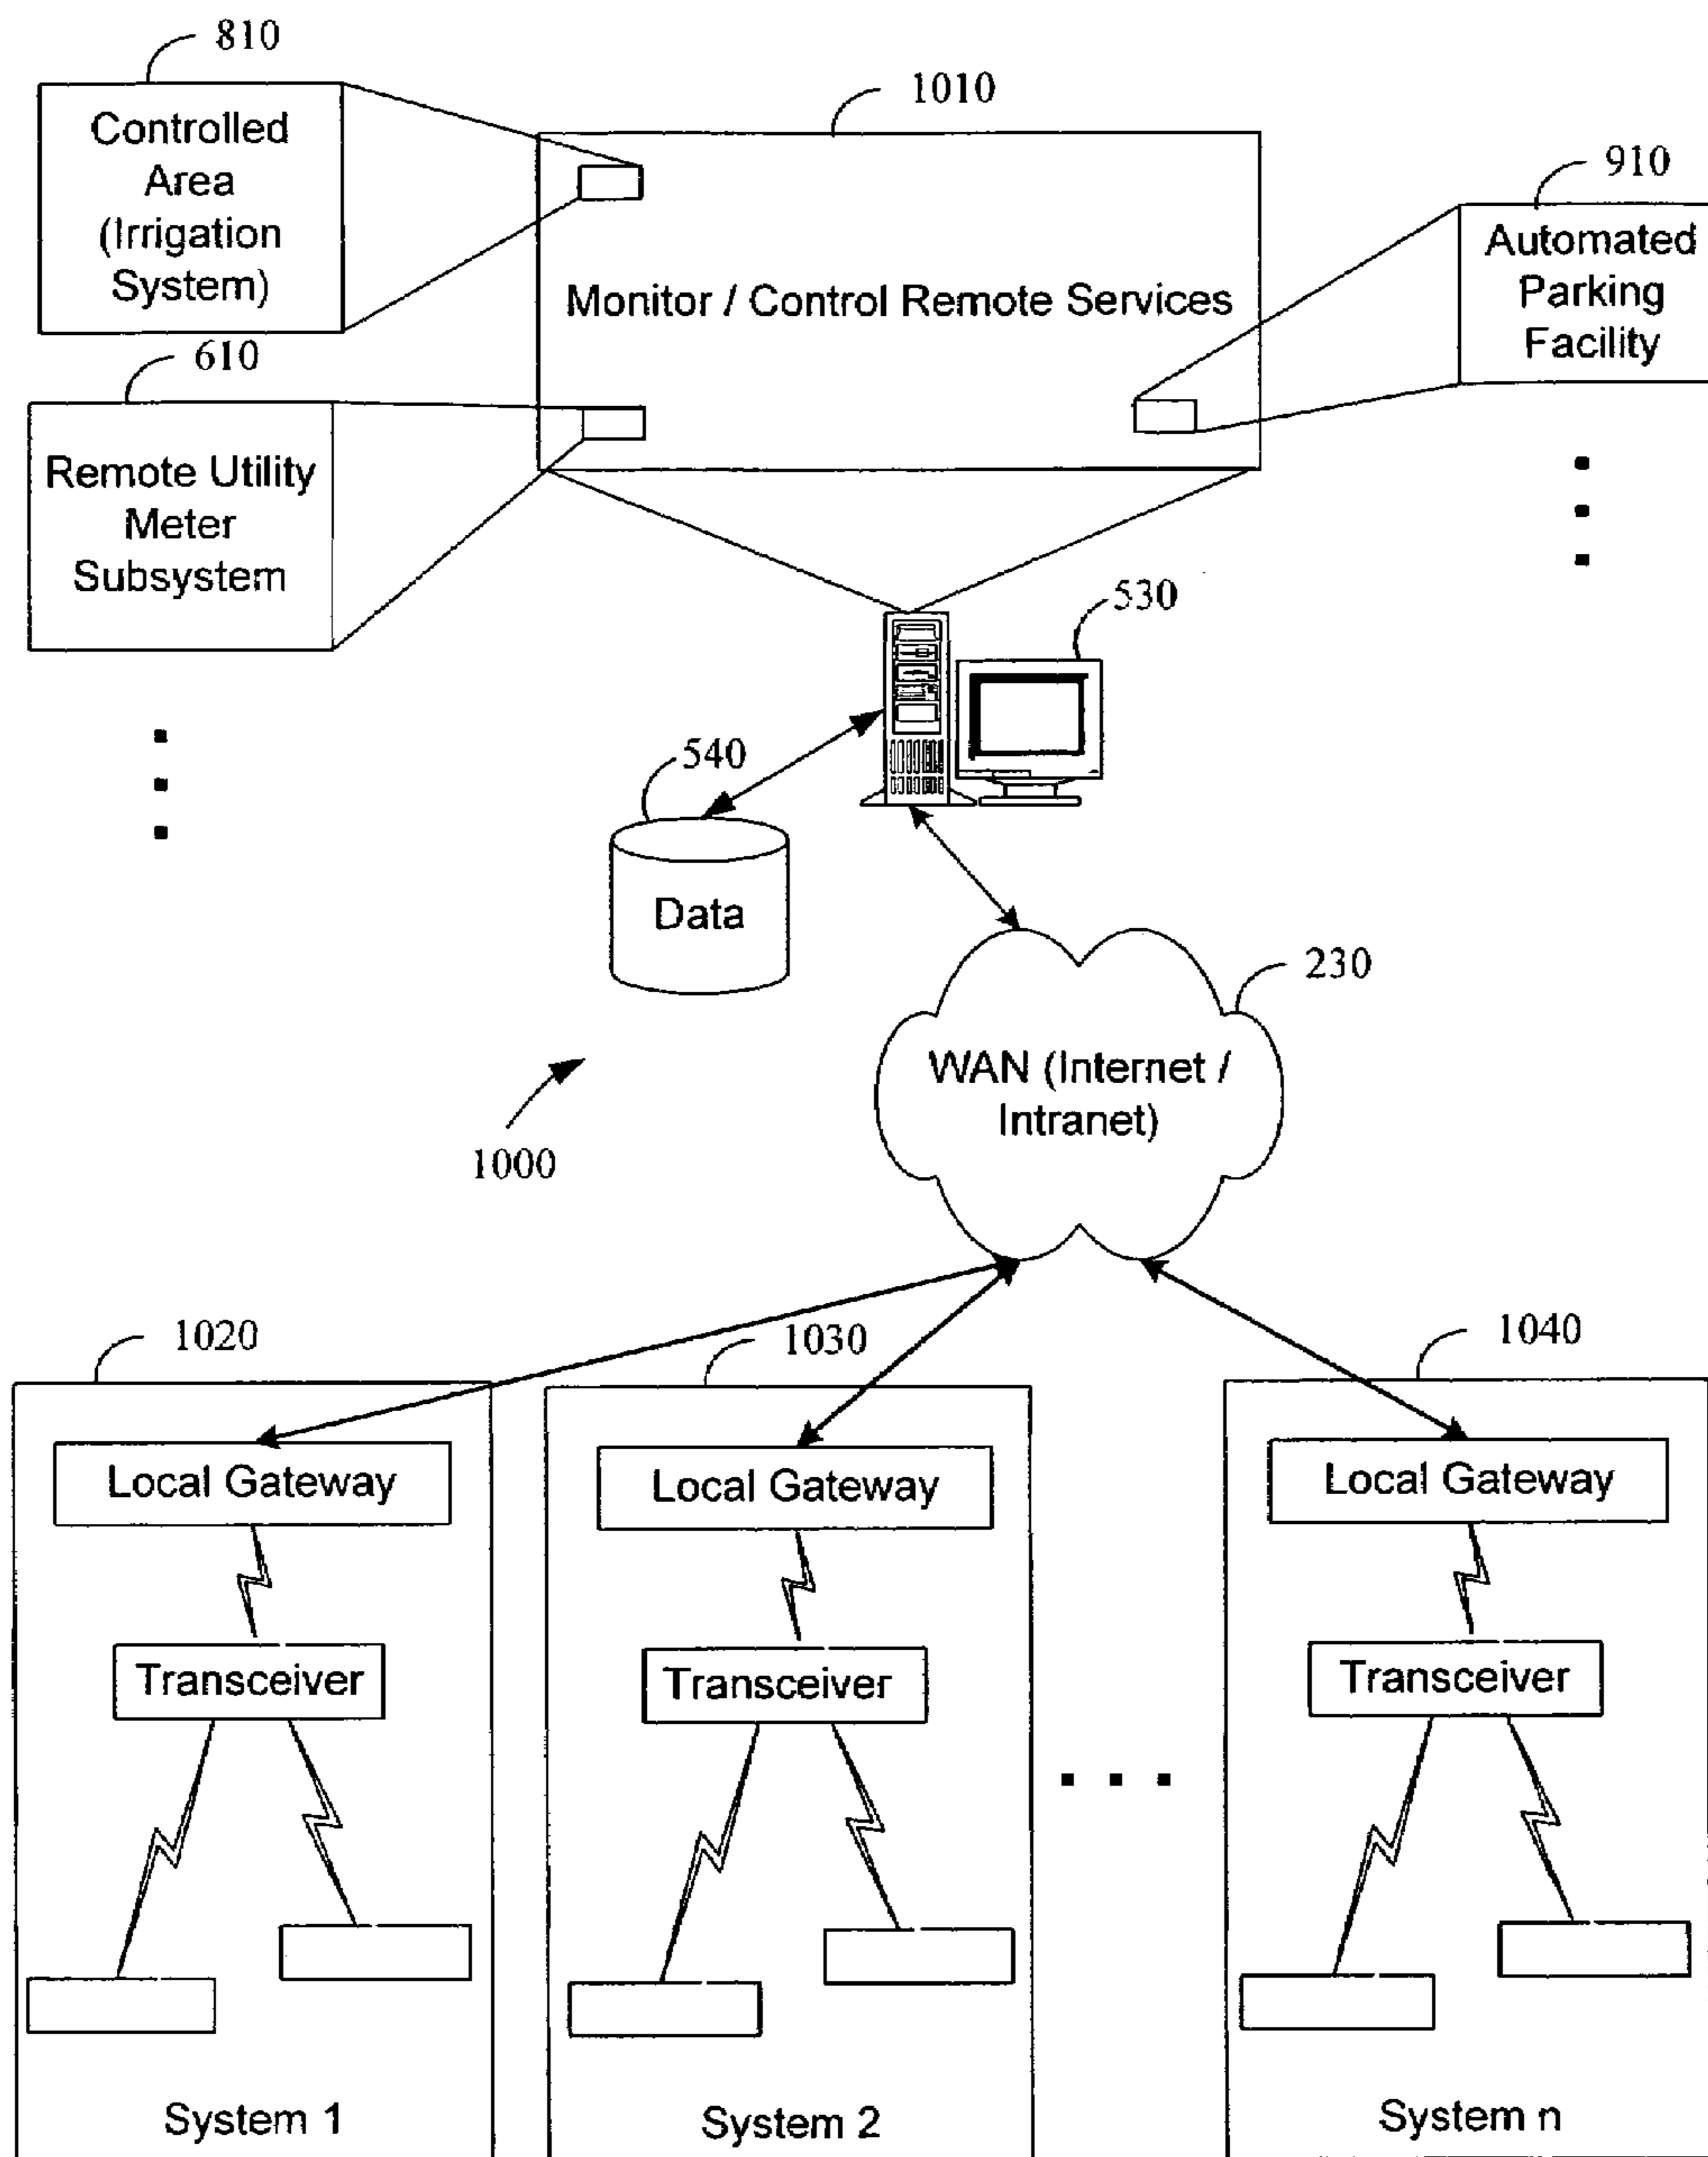 810
Controlled
Area
(Irrigation
System)
1010
Monitor / Control Remote Services
910
Automated
Parking
Facility
610
Remote Utility
Meter
Subsystem
530
540
Data
230
WAN (Internet /
Intranet)
1000
1020
Local Gateway
Transceiver
System 1
1030
Local Gateway
Transceiver
System 2
1040
Local Gateway
Transceiver
System n